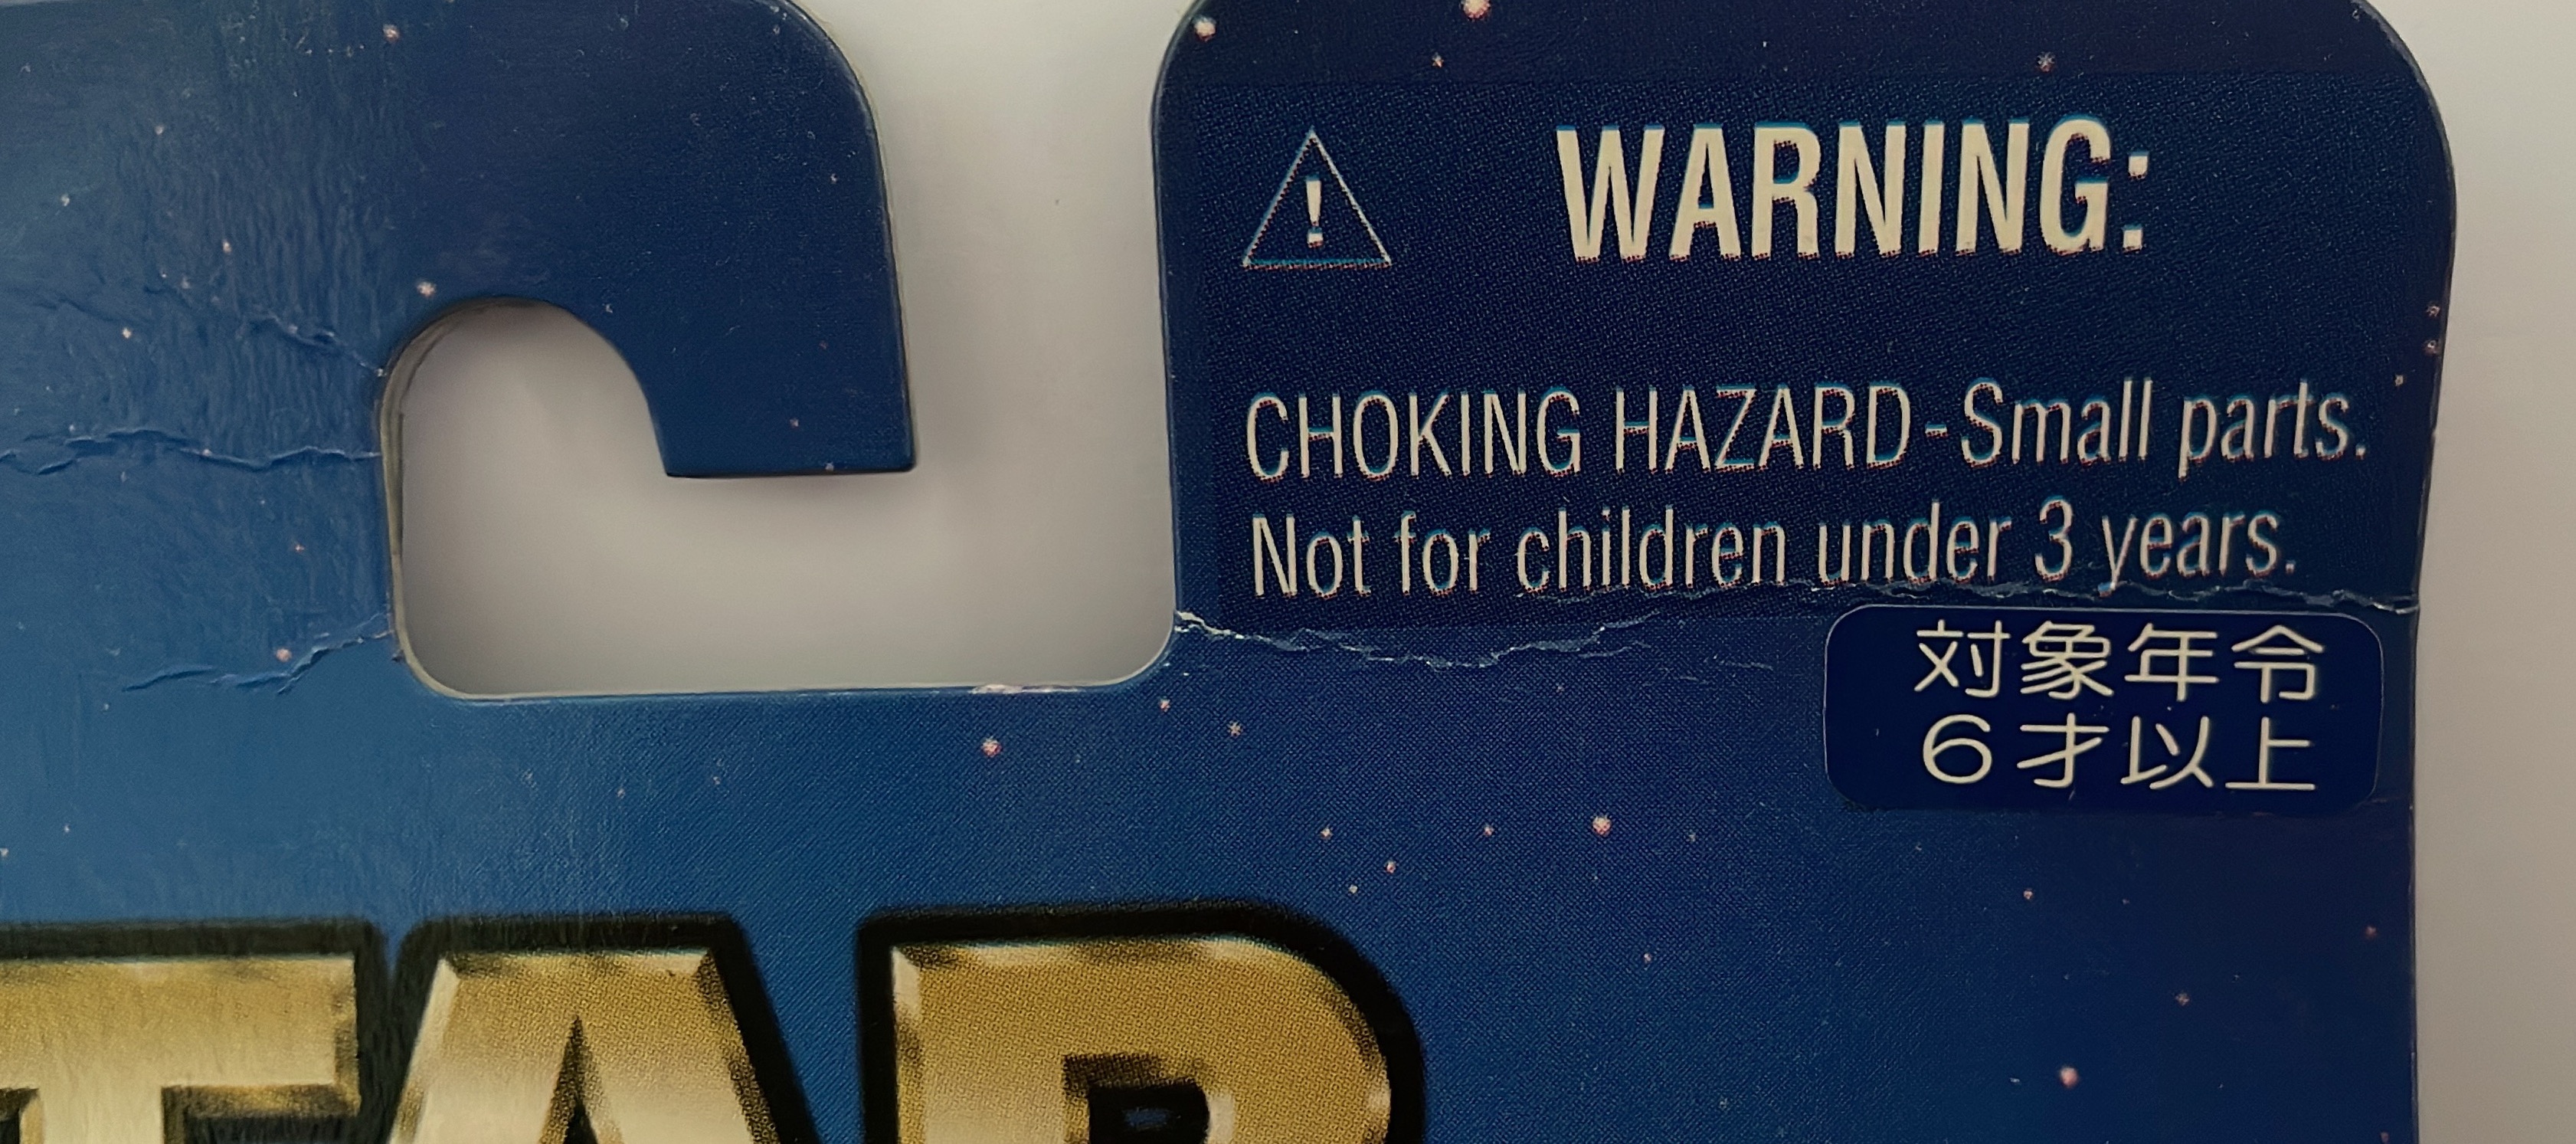 WARNING:
CHOKING HAZARD-Small parts.
Not for children under 3 years.
対象年令
6才以上
TAR